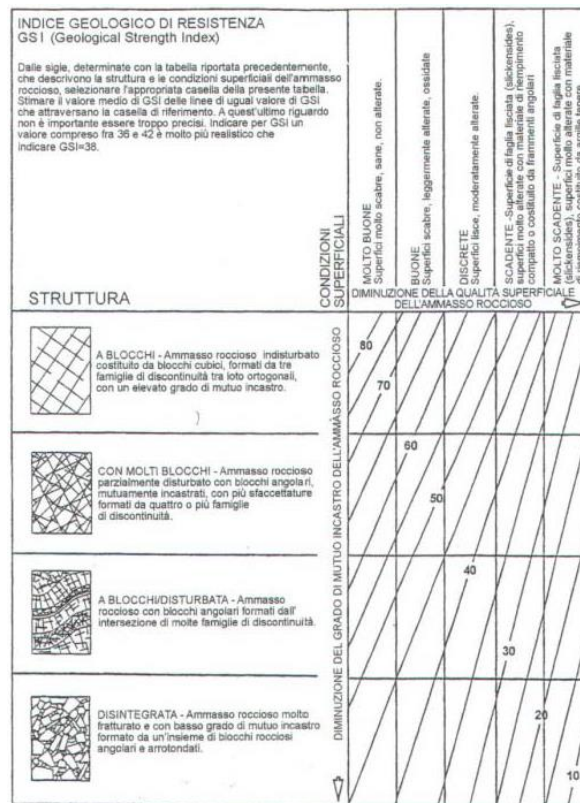 INDICE GEOLOGICO DI RESISTENZA
GS I (Geological Strength Index)
Dalle sigle, determinate con la tabella riportata precedentemente,
che descrivono la struttura e le condizioni superficiali dell'ammasso
roccioso, selezionare l'appropriata casella della presente tabella.
Stimare il valore medio di GSI delle linee di ugual valore di GSI
che attraversano la casella di riferimento. A quest'ultimo riguardo
non è importante essere troppo precisi. Indicare per GSI un
valore compreso fra 36 e 42 è molto più realistico che
indicare GSI=38.
STRUTTURA
CONDIZIONI
SUPERFICIALI
MOLTO BUONE
Superfici molto scabre, sane, non alterate.
BUONE
Superfici scabre, leggermente alterate, ossidate
DISCRETE
Superfici lisce, moderatamente alterate.
SCADENTE -Superficie di faglia lisciata (slickensides),
superfici molto alterate con materiale di riempimento
compatto o costituito da frammenti angolari
MOLTO SCADENTE - Superficie di faglia lisciata
(slickensides), superfici molto alterate con materiale
di riempimento costituito da argilla tenera
DIMINUZIONE DELLA QUALITA SUPERFICIALE
DELL'AMMASSO ROCCIOSO
A BLOCCHI - Ammasso roccioso indisturbato
costituito da blocchi cubici, formati da tre
famiglie di discontinuità tra loto ortogonali,
con un elevato grado di mutuo incastro.
CON MOLTI BLOCCHI - Ammasso roccioso
parzialmente disturbato con blocchi angolari,
mutuamente incastrati, con più sfaccettature
formati da quattro o più famiglie
di discontinuità.
A BLOCCHI/DISTURBATA - Ammasso
roccioso con blocchi angolari formati dall'
intersezione di molte famiglie di discontinuità.
DISINTEGRATA - Ammasso roccioso molto
fratturato e con basso grado di mutuo incastro
formato da un'insieme di blocchi rocciosi
angolari e arrotondati.
DIMINUZIONE DEL GRADO DI MUTUO INCASTRO DELL'AMMASSO ROCCIOSO
80
70
60
50
40
30
20
10